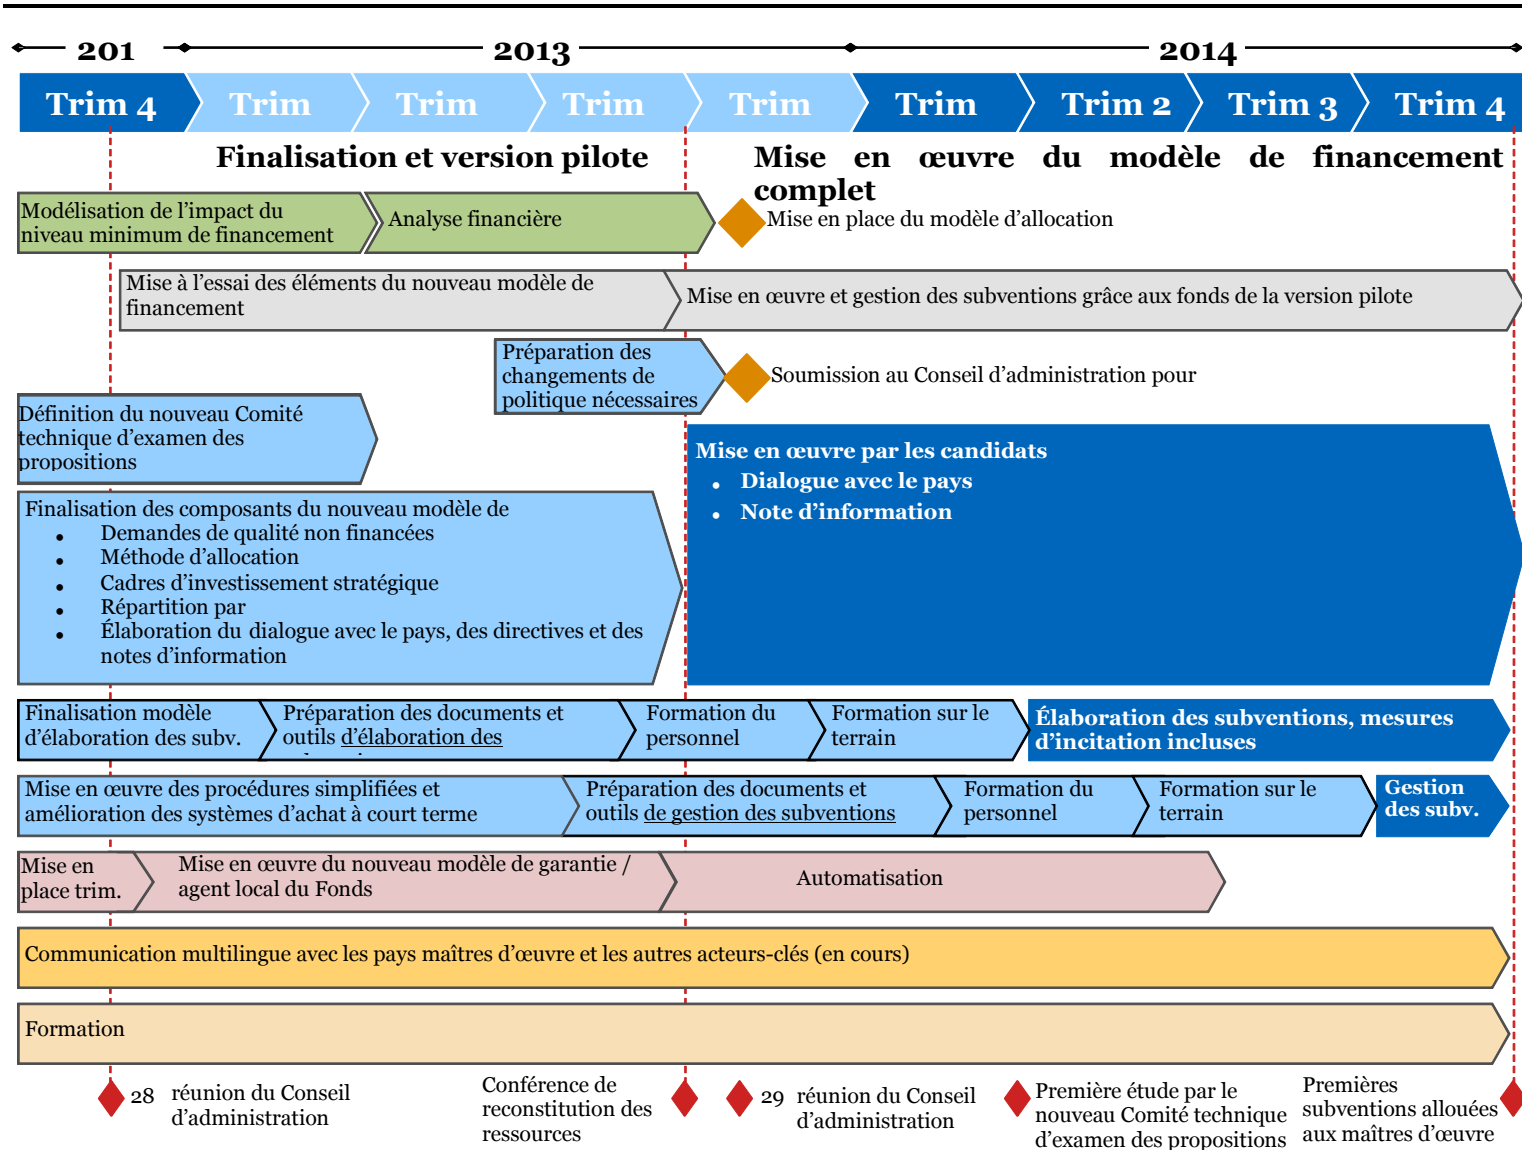 201
2013
2014
Trim 4
Trim
Trim
Trim
Trim
Trim
Trim 2
Trim 3
Trim 4
Finalisation et version pilote
Mise en œuvre du modèle de financement
complet
Modélisation de l’impact du
niveau minimum de financement
Analyse financière
Mise en place du modèle d’allocation
Mise à l’essai des éléments du nouveau modèle de
financement
Mise en œuvre et gestion des subventions grâce aux fonds de la version pilote
Préparation des
changements de
politique nécessaires
Soumission au Conseil d’administration pour
Définition du nouveau Comité
technique d’examen des
propositions
Mise en œuvre par les candidats
• Dialogue avec le pays
• Note d’information
Finalisation des composants du nouveau modèle de
• Demandes de qualité non financées
• Méthode d’allocation
• Cadres d’investissement stratégique
• Répartition par
• Élaboration du dialogue avec le pays, des directives et des
notes d’information
Finalisation modèle
d’élaboration des subv.
Préparation des documents et
outils d’élaboration des
Formation du
personnel
Formation sur le
terrain
Élaboration des subventions, mesures
d’incitation incluses
Mise en œuvre des procédures simplifiées et
amélioration des systèmes d’achat à court terme
Préparation des documents et
outils de gestion des subventions
Formation du
personnel
Formation sur le
terrain
Gestion
des subv.
Mise en
place trim.
Mise en œuvre du nouveau modèle de garantie /
agent local du Fonds
Automatisation
Communication multilingue avec les pays maîtres d’œuvre et les autres acteurs-clés (en cours)
Formation
28 réunion du Conseil
d’administration
Conférence de
reconstitution des
ressources
29 réunion du Conseil
d’administration
Première étude par le
nouveau Comité technique
d’examen des propositions
Premières
subventions allouées
aux maîtres d’œuvre